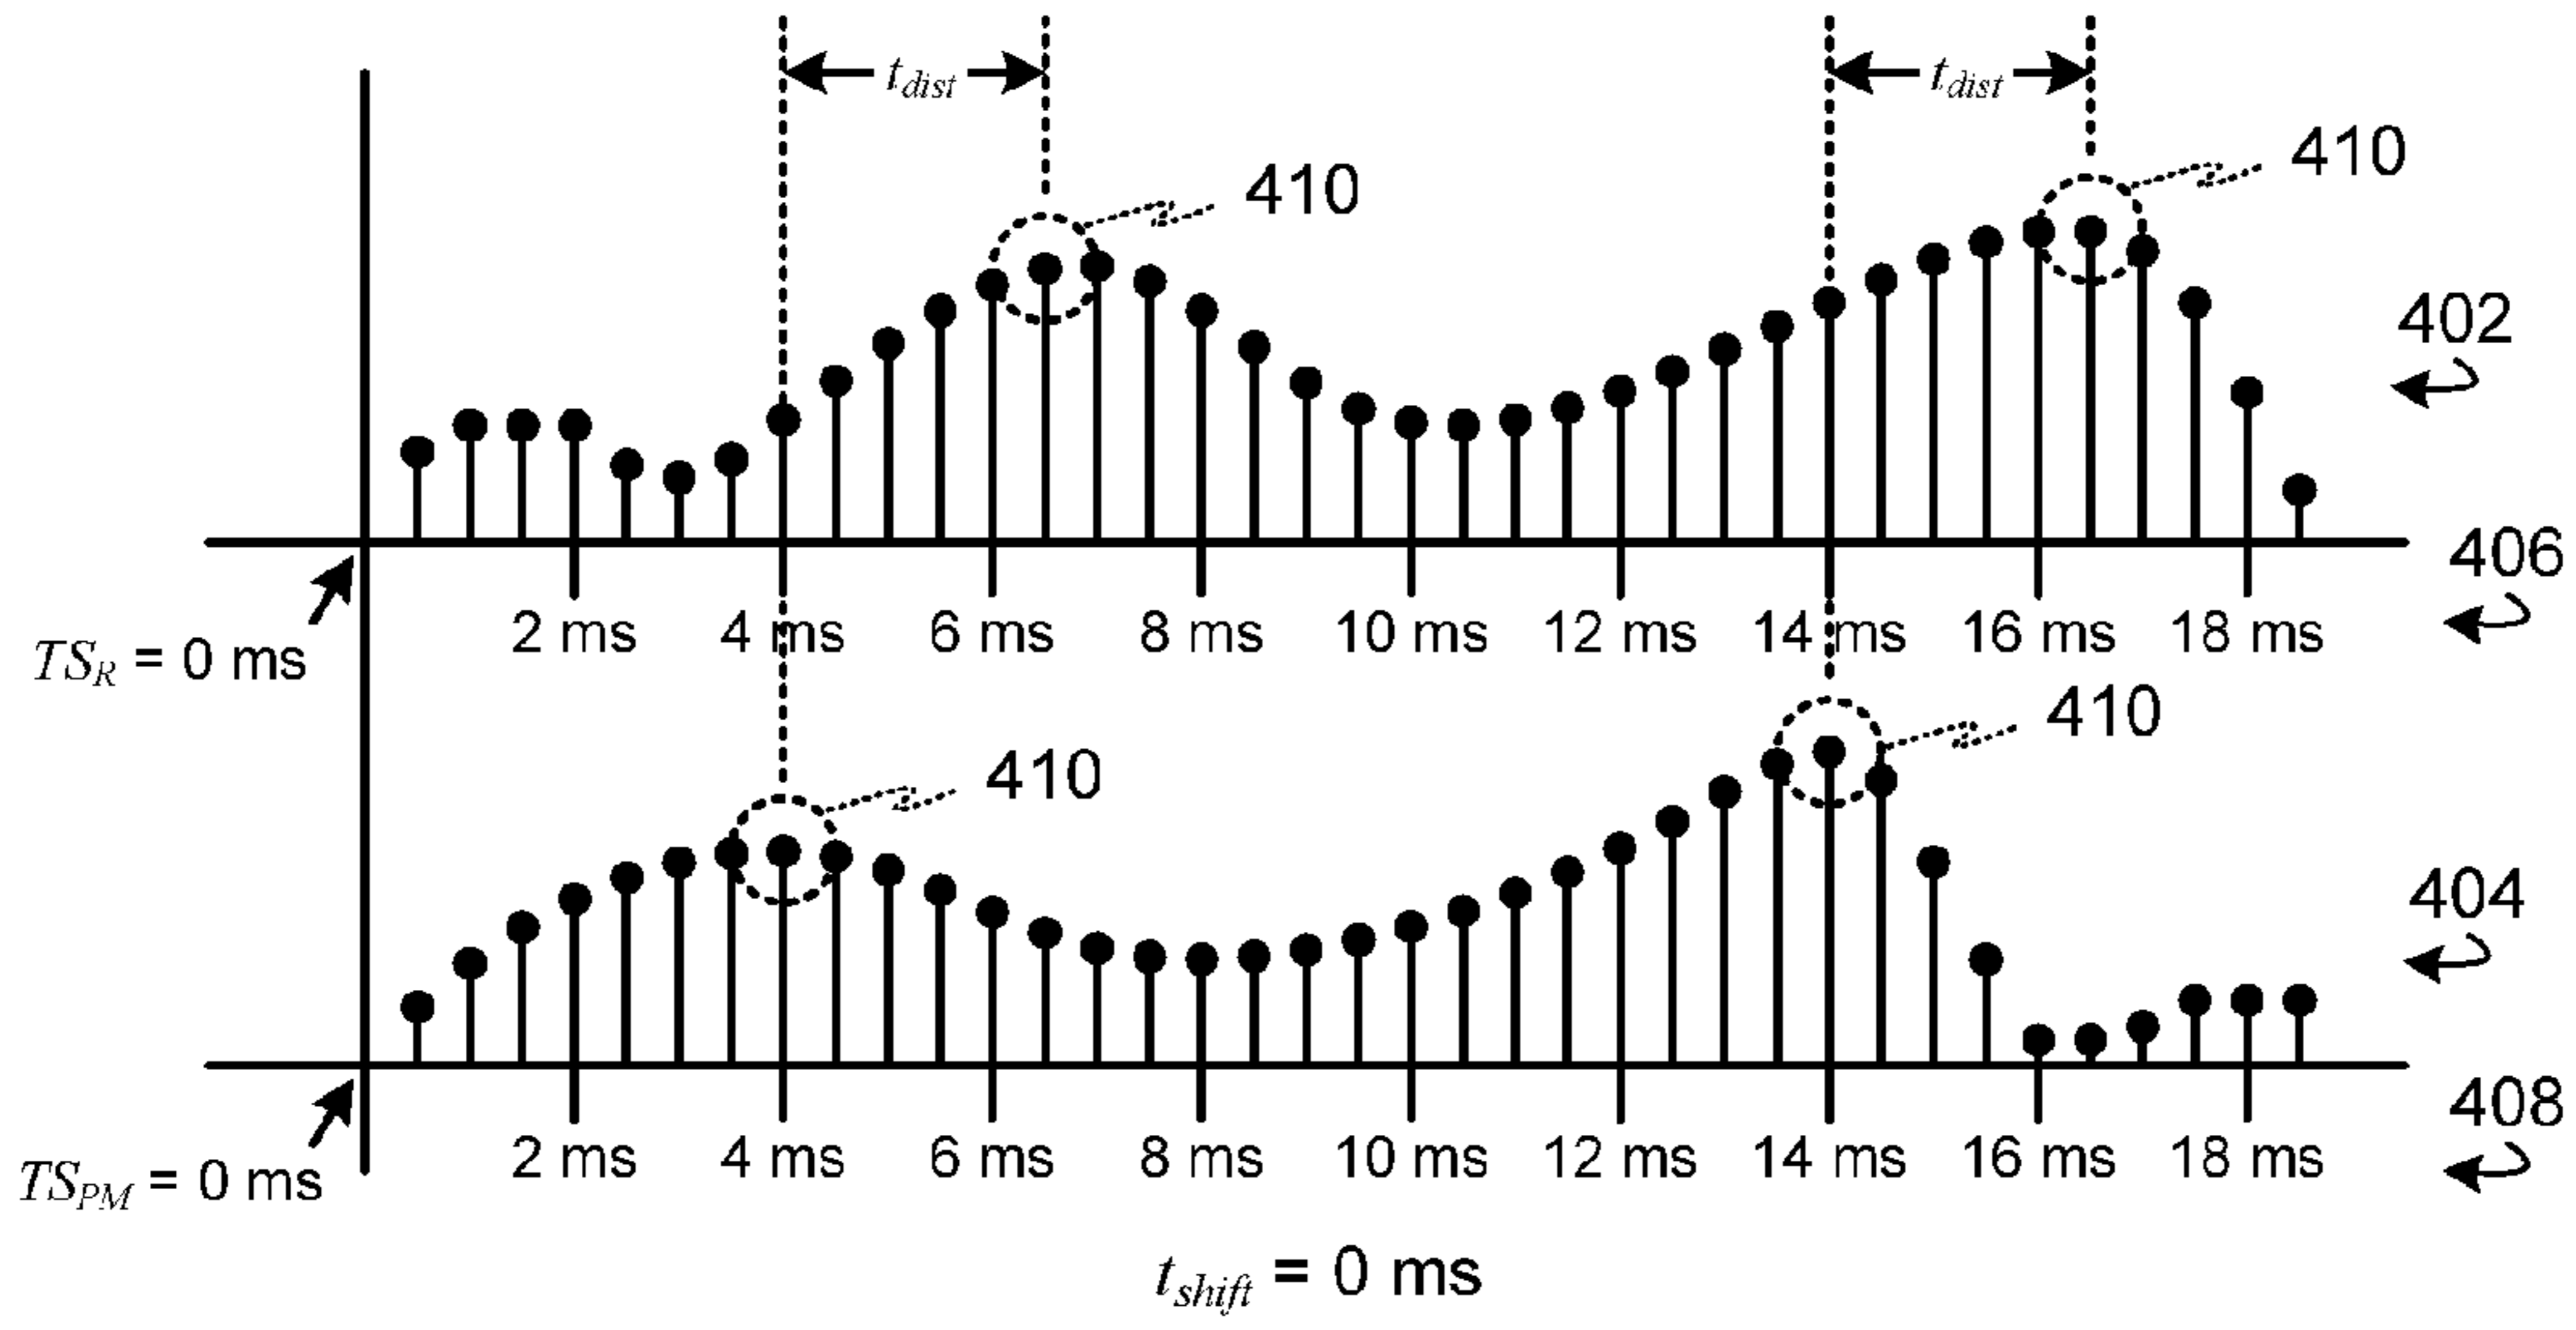 t_dist t_dist
410 410
402
406
2 ms 4 ms 6 ms 8 ms 10 ms 12 ms 14 ms 16 ms 18 ms
TS_R = 0 ms
410 410
404
408
2 ms 4 ms 6 ms 8 ms 10 ms 12 ms 14 ms 16 ms 18 ms
TS_PM = 0 ms
t_shift = 0 ms